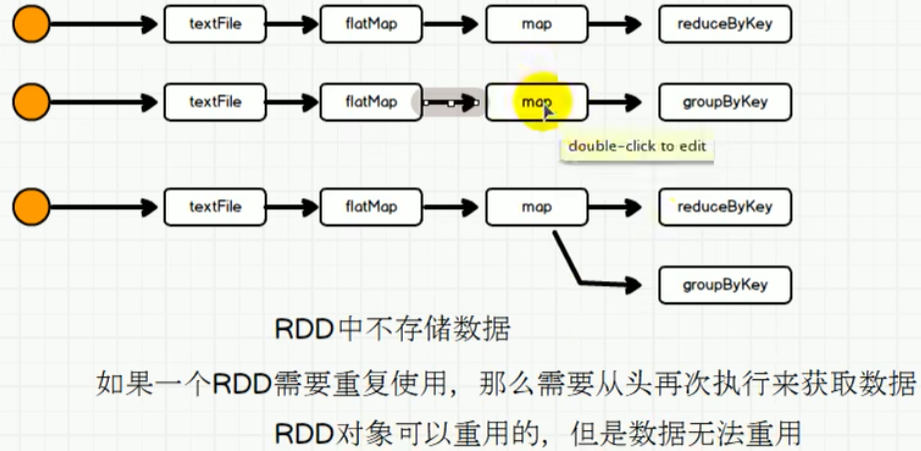 textFile flatMap map reduceByKey
textFile flatMap map groupByKey
double-click to edit
textFile flatMap map reduceByKey
groupByKey
RDD中不存储数据
如果一个RDD需要重复使用，那么需要从头再次执行来获取数据
RDD对象可以重用的，但是数据无法重用